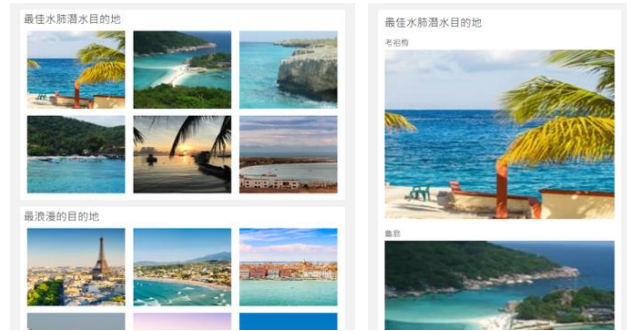 最佳水肺潛水目的地
最浪漫的目的地
最佳水肺潛水目的地
考祖梅
龜島